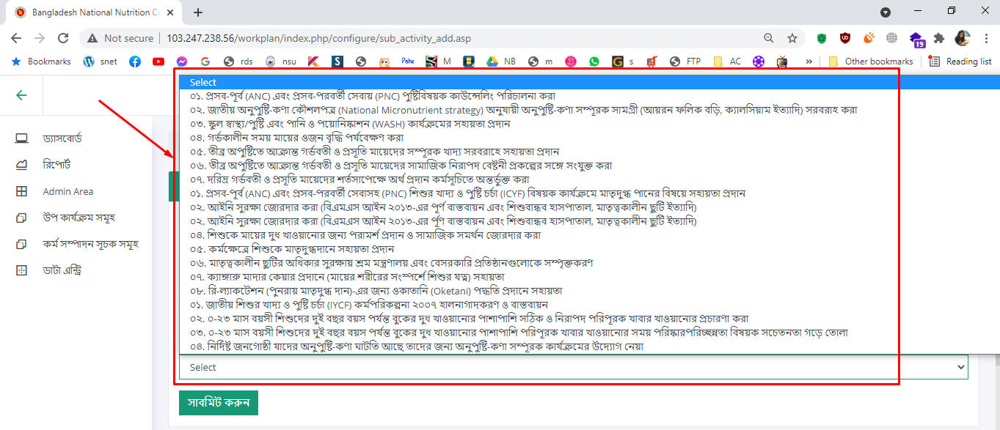 Bangladesh National Nutrition Co
Not secure 103.247.238.56/workplan/index.php/configure/sub_activity_add.asp
19
Bookmarks snet rds nsu NB M m s FTP AC » Other bookmarks Reading list
Select
০১. প্রসব-পূর্ব (ANC) এবং প্রসব-পরবর্তী সেবায় (PNC) পুষ্টিবিষয়ক কাউন্সেলিং পরিচালনা করা
০২. জাতীয় অনুপুষ্টি-কণা কৌশলপত্র (National Micronutrient strategy) অনুযায়ী অনুপুষ্টি-কণা সম্পূরক সামগ্রী (আয়রন ফলিক বড়ি, ক্যালসিয়াম ইত্যাদি) সরবরাহ করা
০৩. স্কুল স্বাস্থ্য/পুষ্টি এবং পানি ও পয়োনিষ্কাশন (WASH) কার্যক্রমের সহায়তা প্রদান
০৪. গর্ভকালীন সময় মায়ের ওজন বৃদ্ধি পর্যবেক্ষণ করা
০৫. তীব্র অপুষ্টিতে আক্রান্ত গর্ভবতী ও প্রসূতি মায়েদের সম্পূরক খাদ্য সরবরাহে সহায়তা প্রদান
০৬. তীব্র অপুষ্টিতে আক্রান্ত গর্ভবতী ও প্রসূতি মায়েদের সামাজিক নিরাপদ বেষ্টনী প্রকল্পের সঙ্গে সংযুক্ত করা
০৭. দরিদ্র গর্ভবতী ও প্রসূতি মায়েদের শর্তসাপেক্ষে অর্থ প্রদান কর্মসূচিতে অন্তর্ভুক্ত করা
০১. প্রসব-পূর্ব (ANC) এবং প্রসব-পরবর্তী সেবাসহ (PNC) শিশুর খাদ্য ও পুষ্টি চর্চা (ICYF) বিষয়ক কার্যক্রমে মাতৃদুগ্ধ পানের বিষয়ে সহায়তা প্রদান
০২. আইনি সুরক্ষা জোরদার করা (বিএমএস আইন ২০১৩-এর পূর্ণ বাস্তবায়ন এবং শিশুবান্ধব হাসপাতাল, মাতৃত্বকালীন ছুটি ইত্যাদি)
০২. আইনি সুরক্ষা জোরদার করা (বিএমএস আইন ২০১৩-এর পূর্ণ বাস্তবায়ন এবং শিশুবান্ধব হাসপাতাল, মাতৃত্বকালীন ছুটি ইত্যাদি)
০৪. শিশুকে মায়ের দুধ খাওয়ানোর জন্য পরামর্শ প্রদান ও সামাজিক সমর্থন জোরদার করা
০৫. কর্মক্ষেত্রে শিশুকে মাতৃদুগ্ধদানে সহায়তা প্রদান
০৬. মাতৃত্বকালীন ছুটির অধিকার সুরক্ষায় শ্রম মন্ত্রণালয় এবং বেসরকারি প্রতিষ্ঠানগুলোকে সম্পৃক্তকরণ
০৭. ক্যাঙ্গারু মাদার কেয়ার প্রদানে (মায়ের শরীরের সংস্পর্শে শিশুর যত্ন) সহায়তা
০৮. রি-ল্যাকটেশন (পুনরায় মাতৃদুগ্ধ দান)-এর জন্য ওকাতানি (Oketani) পদ্ধতি প্রদানে সহায়তা
০১. জাতীয় শিশুর খাদ্য ও পুষ্টি চর্চা (IYCF) কর্মপরিকল্পনা ২০০৭ হালনাগাদকরণ ও বাস্তবায়ন
০২. ০-২৩ মাস বয়সী শিশুদের দুই বছর বয়স পর্যন্ত বুকের দুধ খাওয়ানোর পাশাপাশি সঠিক ও নিরাপদ পরিপূরক খাবার খাওয়ানোর প্রচারণা করা
০৩. ০-২৩ মাস বয়সী শিশুদের দুই বছর বয়স পর্যন্ত বুকের দুধ খাওয়ানোর পাশাপাশি পরিপূরক খাবার খাওয়ানোর সময় পরিষ্কারপরিচ্ছন্নতা বিষয়ক সচেতনতা গড়ে তোলা
০৪. নির্দিষ্ট জনগোষ্ঠী যাদের অনুপুষ্টি-কণা ঘাটতি আছে তাদের জন্য অনুপুষ্টি-কণা সম্পূরক কার্যক্রমের উদ্যোগ নেয়া
Select
সাবমিট করুন
ড্যাসবোর্ড
রিপোর্ট
Admin Area
উপ কার্যক্রম সমূহ
কর্ম সম্পাদন সূচক সমূহ
ডাটা এন্ট্রি